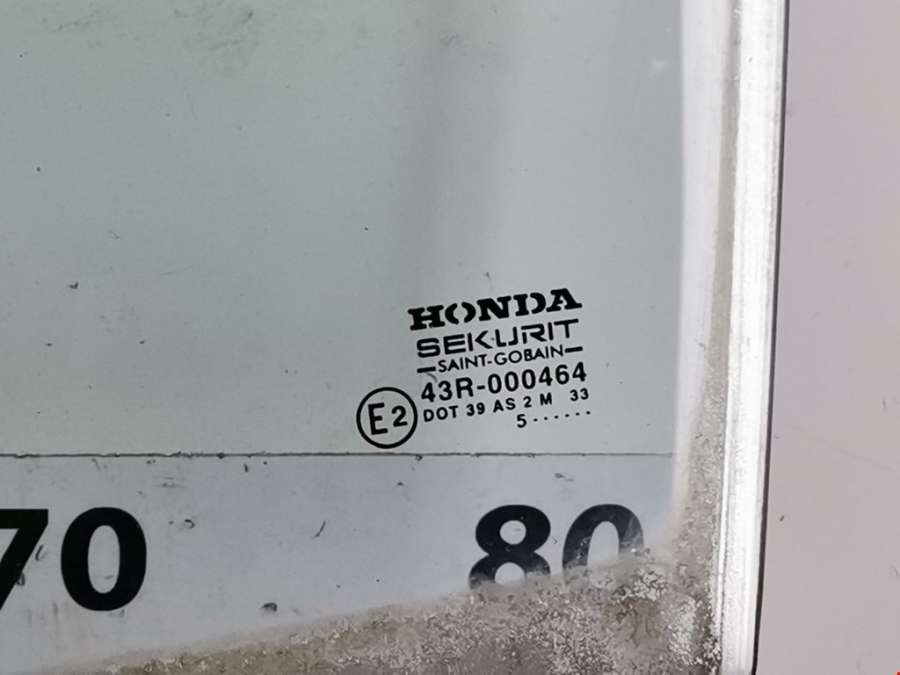 HONDA
SEKURIT
—SAINT-GOBAIN—
43R-000464
E2
DOT 39 AS 2 M 33
5······
70 80